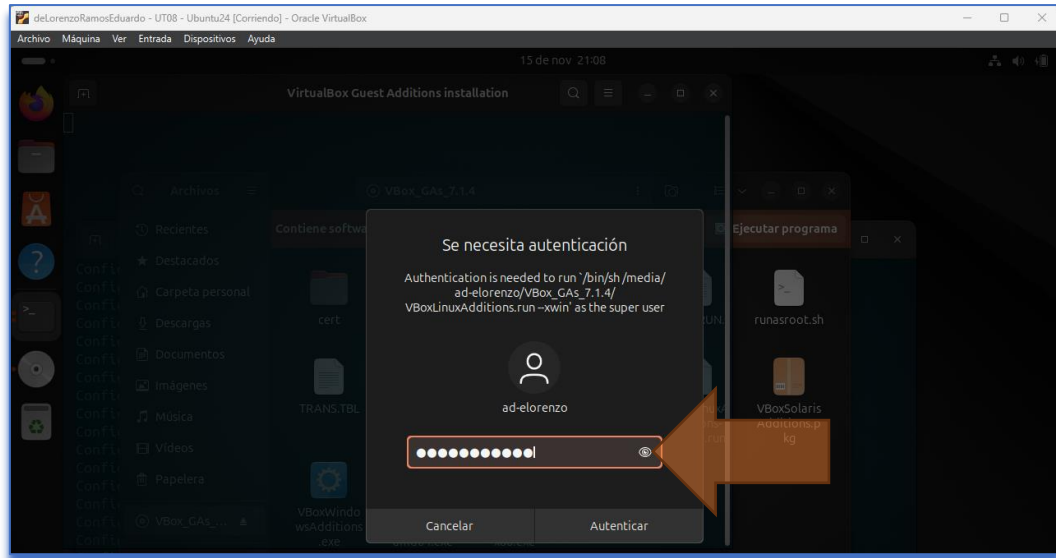 deLorenzoRamosEduardo - UT08 - Ubuntu24 [Corriendo] - Oracle VirtualBox
Archivo Máquina Ver Entrada Dispositivos Ayuda
15 de nov 21:08
VirtualBox Guest Additions installation
Archivos
VBox_GAs_7.1.4
Recientes
Contiene softwa
Ejecutar programa
Destacados
Carpeta personal
Descargas
Documentos
Imágenes
Música
Vídeos
Papelera
VBox_GAs_...
cert
runasroot.sh
TRANS.TBL
VBoxSolaris
Additions.p
kg
VBoxWindo
wsAdditions
.exe
Se necesita autenticación
Authentication is needed to run `/bin/sh /media/
ad-elorenzo/VBox_GAs_7.1.4/
VBoxLinuxAdditions.run --xwin' as the super user
ad-elorenzo
Cancelar Autenticar